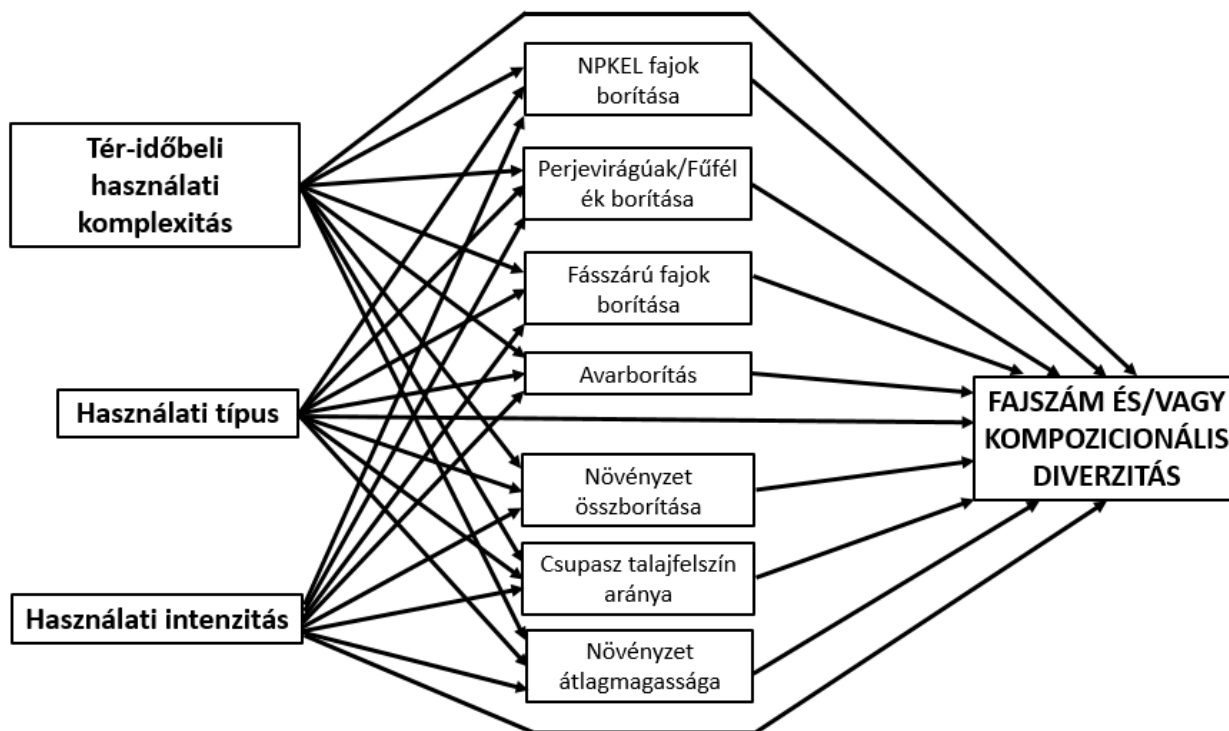 Tér-időbeli
használati
komplexitás
Használati típus
Használati intenzitás
NPKEL fajok
borítása
Perjevirágúak/Fűfél
ék borítása
Fásszárú fajok
borítása
Avarborítás
Növényzet
összborítása
Csupasz talajfelszín
aránya
Növényzet
átlagmagassága
FAJSZÁM ÉS/VAGY
KOMPOZICIONÁLIS
DIVERZITÁS